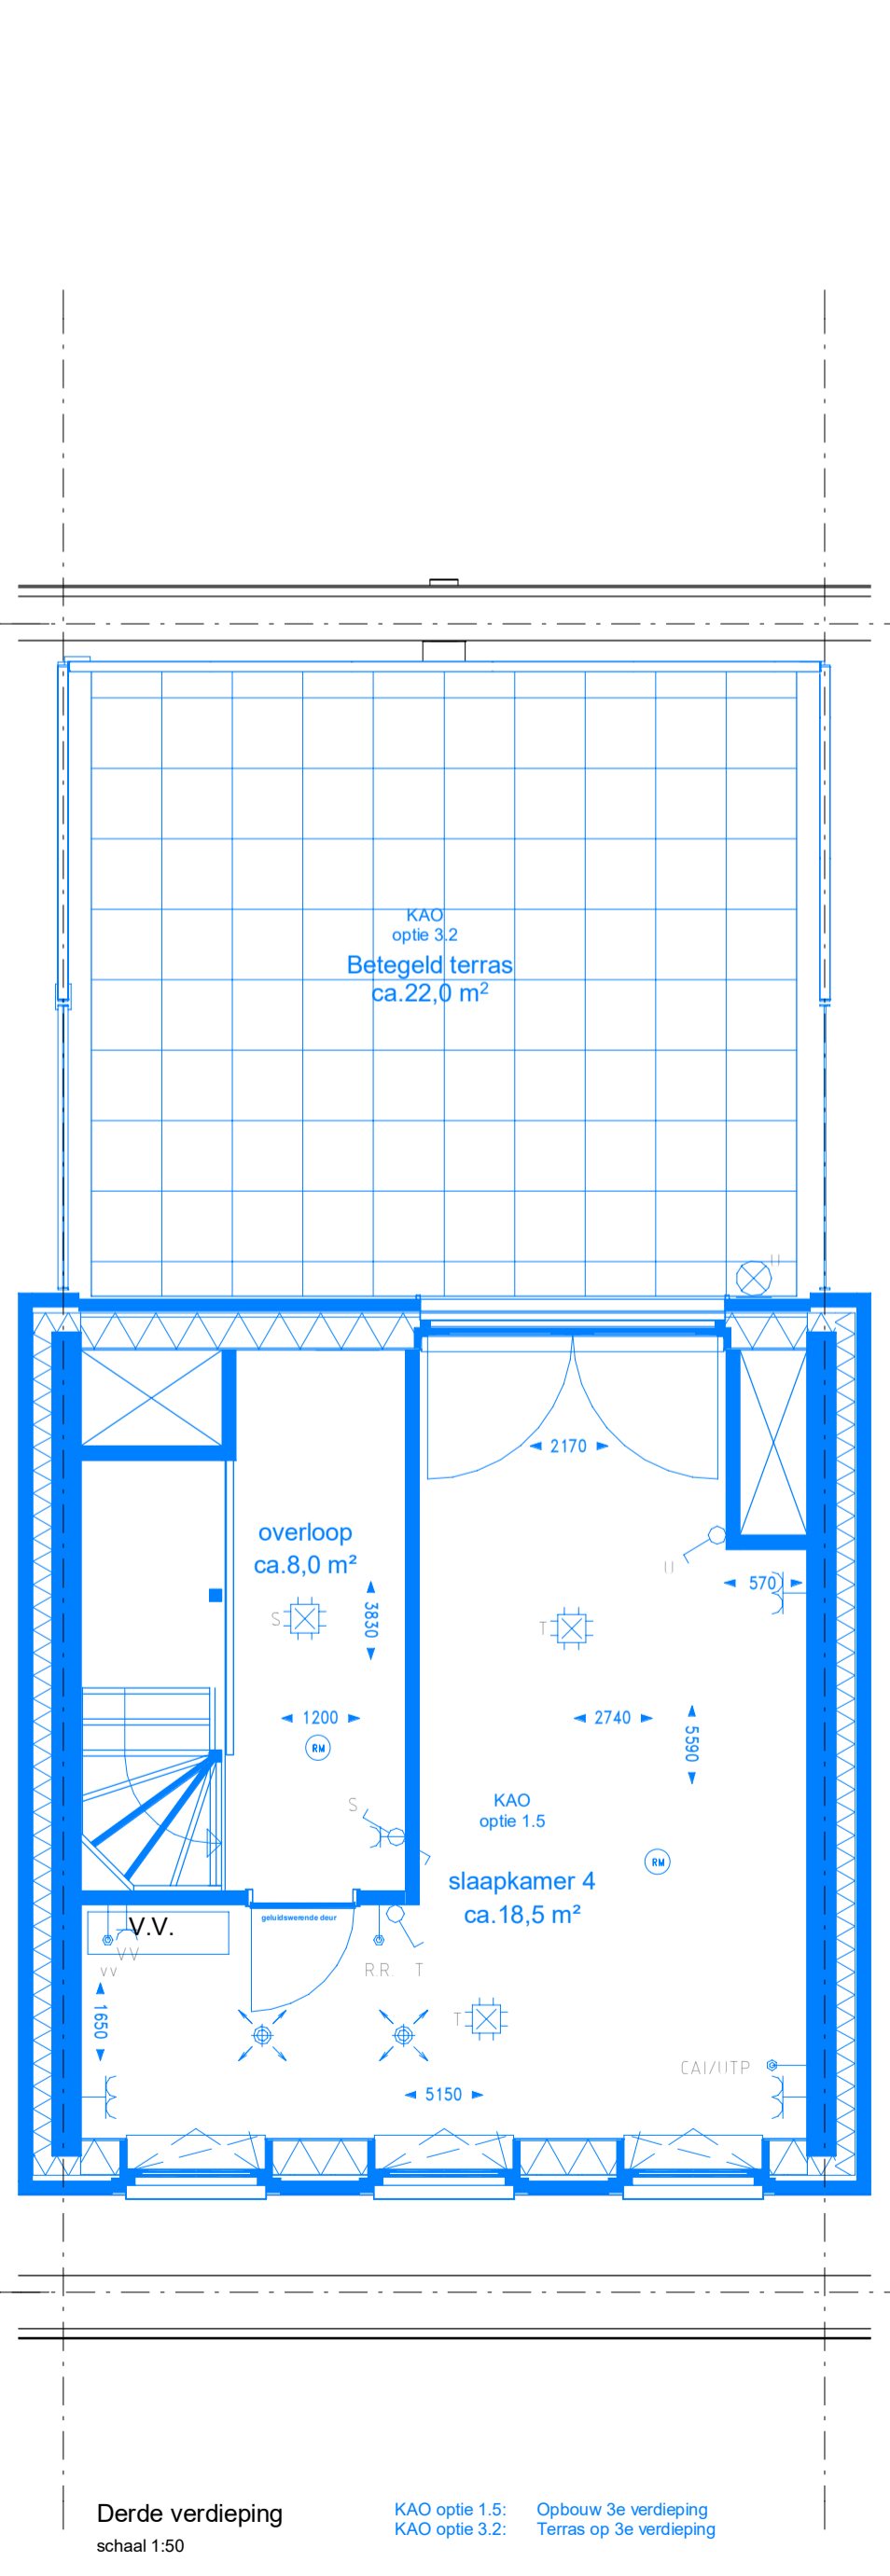 KAO
optie 3.2
Betegeld terras
ca.22,0 m²
U
2170
overloop
ca.8,0 m²
U
570
3830
S
T
1200
2740
5590
RM
KAO
optie 1.5
S
RM
slaapkamer 4
ca.18,5 m²
geluidswerende deur
V.V.
VV
vv
R.R.
T
1650
T
CAI/UTP
5150
Derde verdieping
schaal 1:50
KAO optie 1.5: Opbouw 3e verdieping
KAO optie 3.2: Terras op 3e verdieping